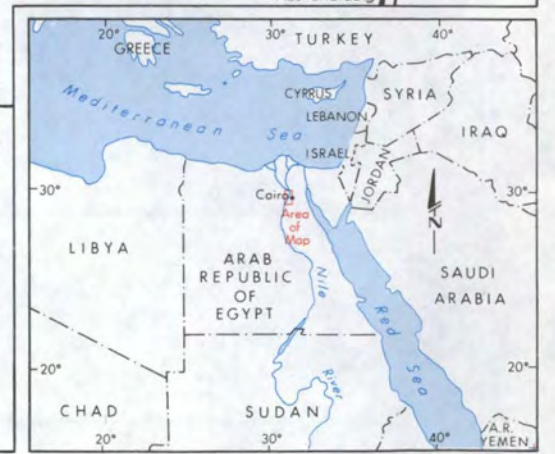 20° 30° 40°
TURKEY
GREECE
CYPRUS
SYRIA
Mediterranean Sea
LEBANON
IRAQ
ISRAEL
JORDAN
30°
30°
Cairo
Area
of
Map
N
LIBYA
ARAB
REPUBLIC
OF
EGYPT
Nile
River
SAUDI
ARABIA
Red Sea
20°
20°
CHAD
SUDAN
A.R.
YEMEN
20° 30° 40°